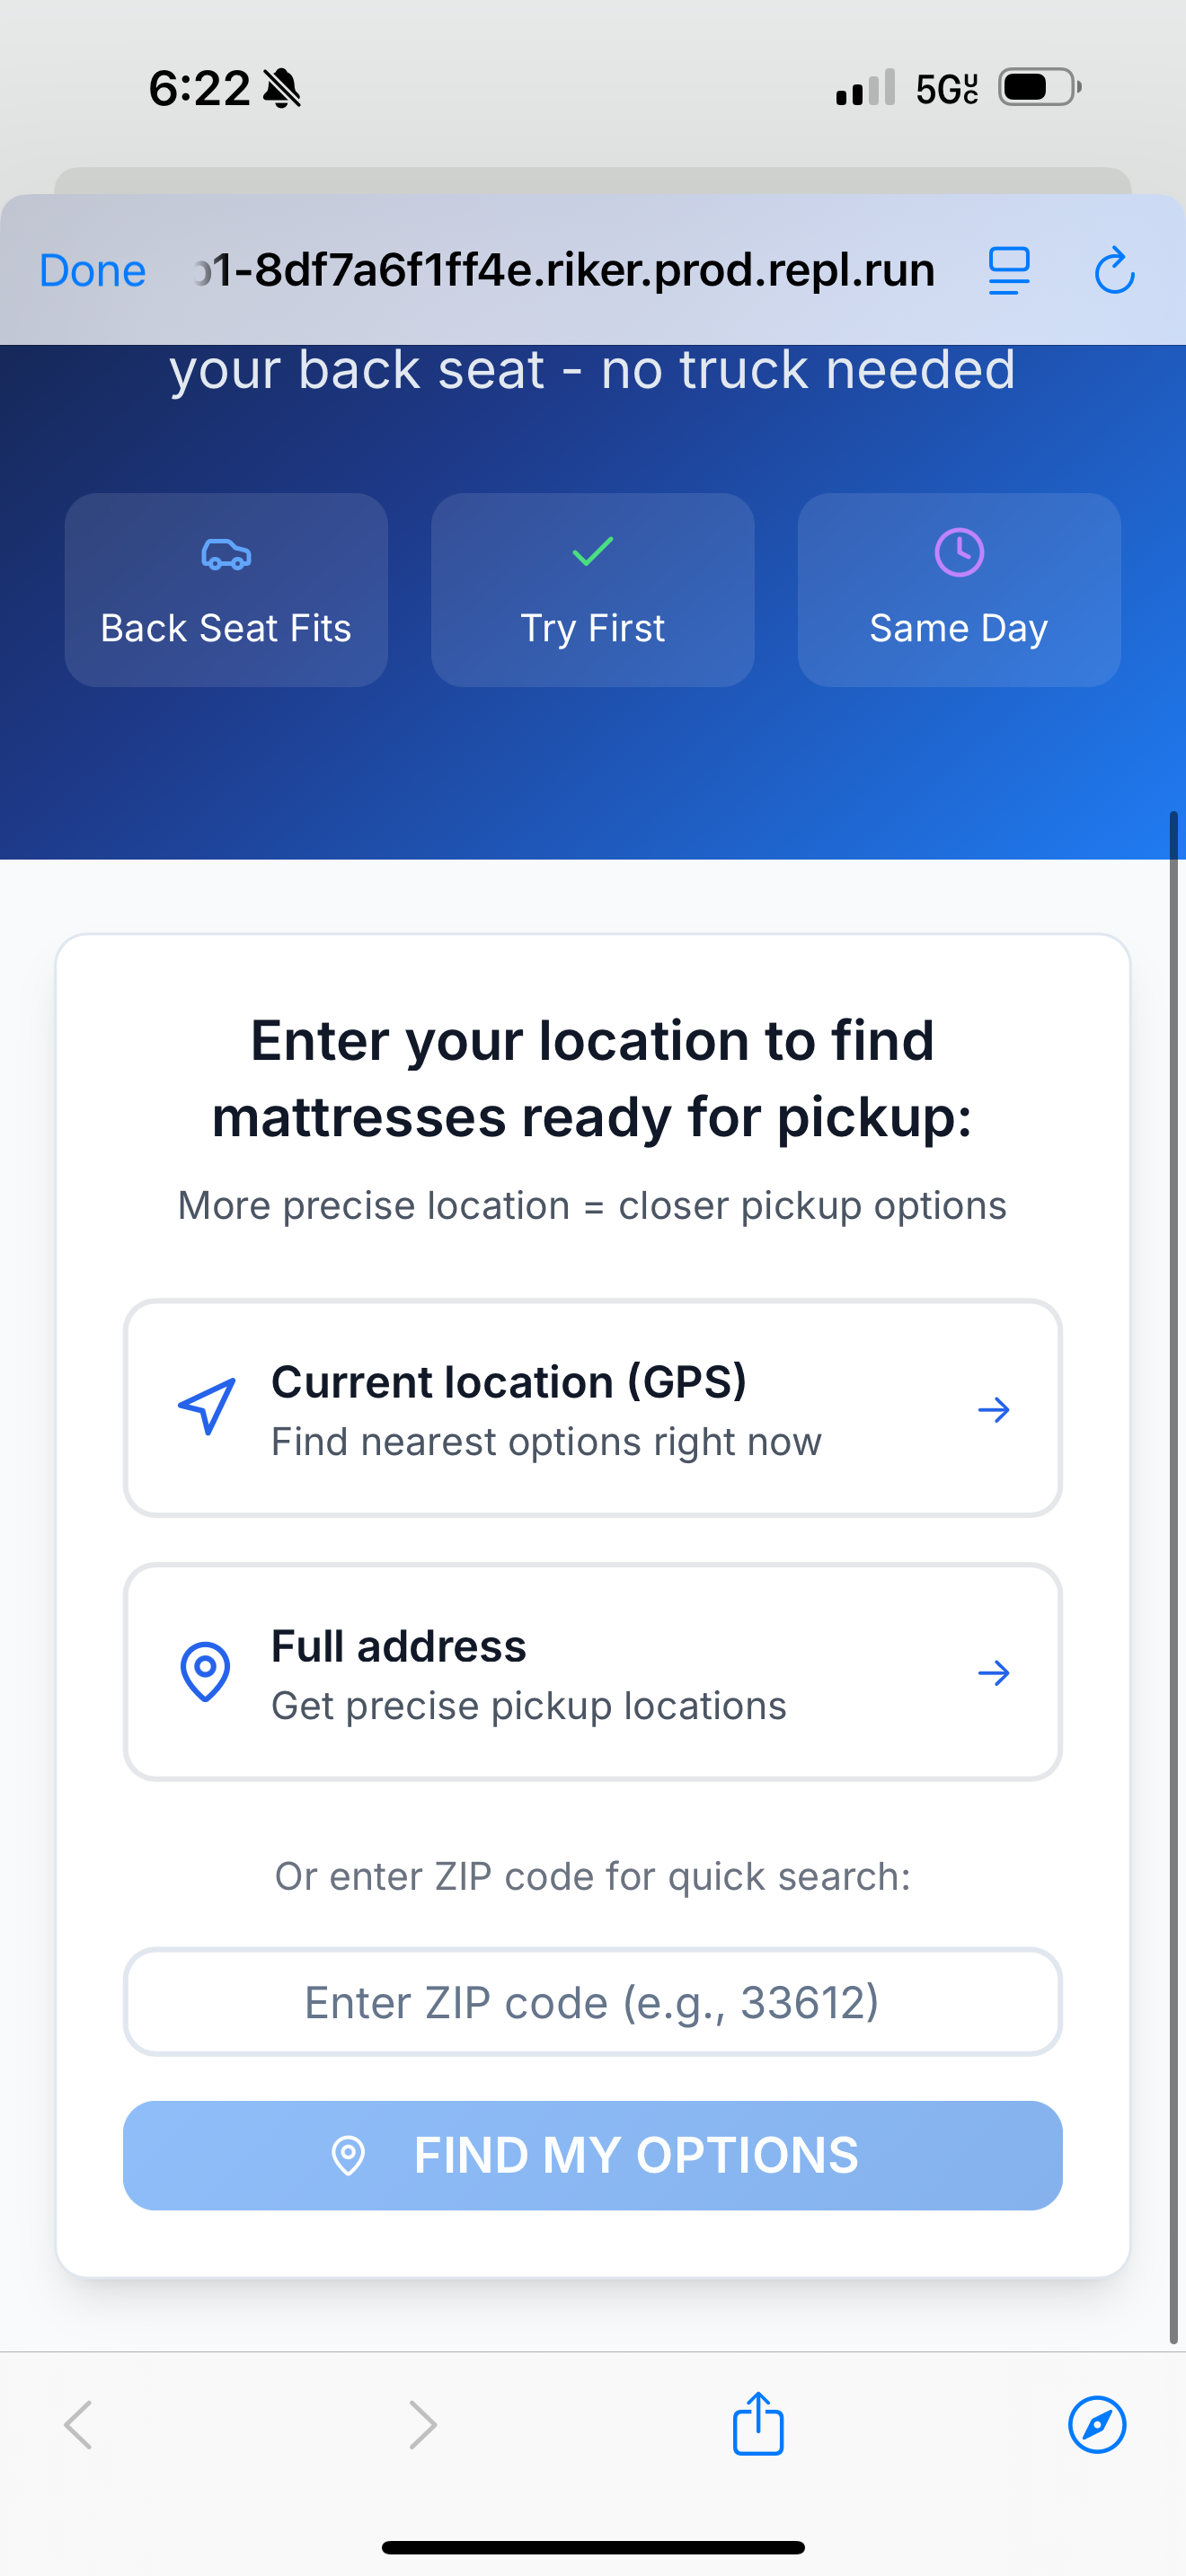 6:22
5G UC
Done
1-8df7a6f1ff4e.riker.prod.repl.run
your back seat - no truck needed
Back Seat Fits
Try First
Same Day
Enter your location to find
mattresses ready for pickup:
More precise location = closer pickup options
Current location (GPS)
Find nearest options right now
Full address
Get precise pickup locations
Or enter ZIP code for quick search:
Enter ZIP code (e.g., 33612)
FIND MY OPTIONS